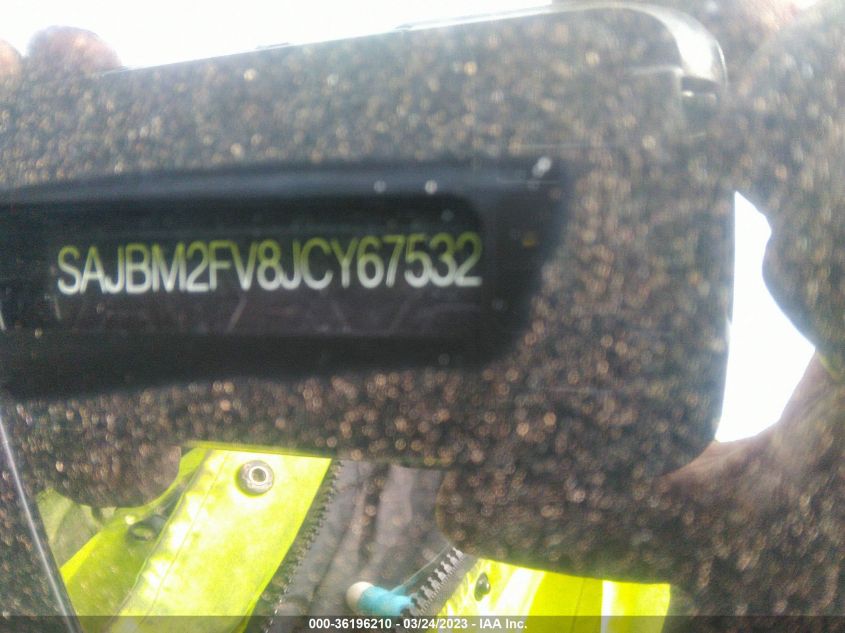 SAJBM2FV8JCY67532
000-36196210 - 03/24/2023 - IAA Inc.